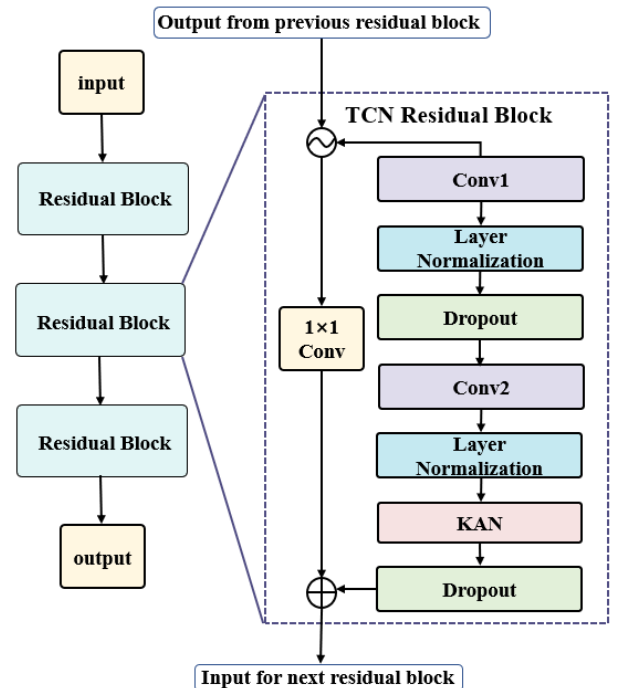 Output from previous residual block
input
Residual Block
Residual Block
Residual Block
output
TCN Residual Block
Conv1
Layer
Normalization
Dropout
1×1
Conv
Conv2
Layer
Normalization
KAN
Dropout
Input for next residual block